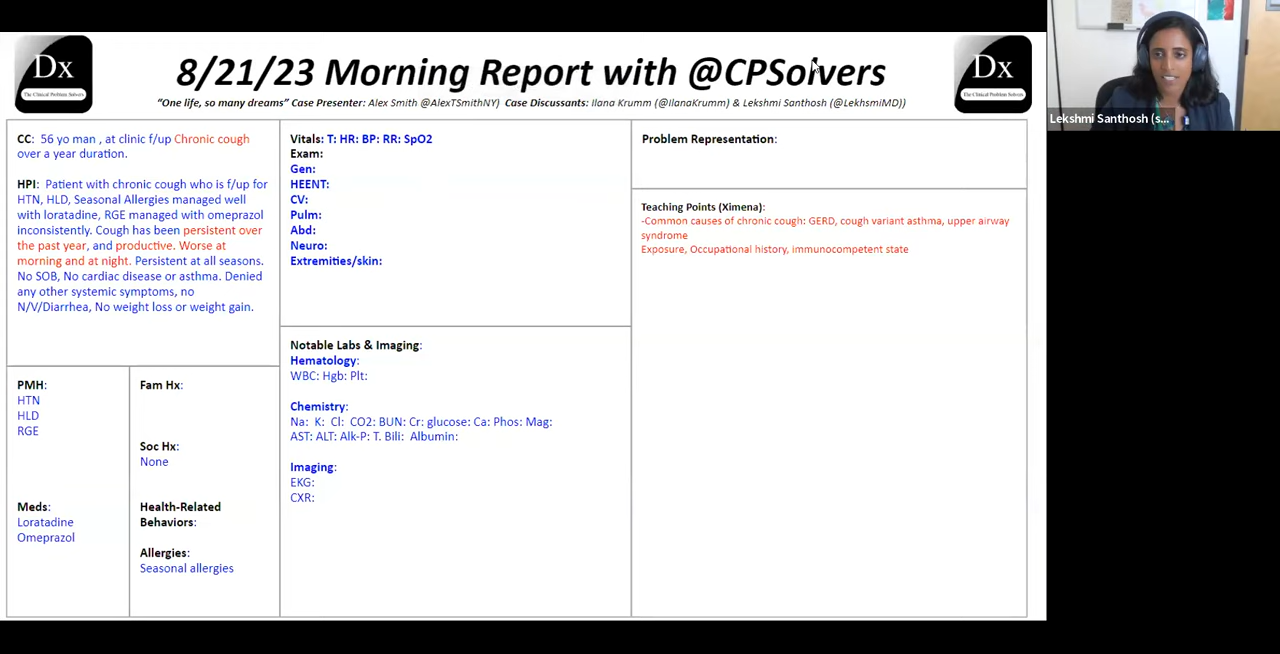 Dx
The Clinical Problem Solvers
8/21/23 Morning Report with @CPSolvers
"One life, so many dreams" Case Presenter: Alex Smith @AlexTSmithNY) Case Discussants: Ilana Krumm (@IlanaKrumm) & Lekshmi Santhosh (@LekhsmiMD))
Dx
The Clinical Problem Solvers
Lekshmi Santhosh (s...
CC: 56 yo man , at clinic f/up Chronic cough
over a year duration.
HPI: Patient with chronic cough who is f/up for
HTN, HLD, Seasonal Allergies managed well
with loratadine, RGE managed with omeprazol
inconsistently. Cough has been persistent over
the past year, and productive. Worse at
morning and at night. Persistent at all seasons.
No SOB, No cardiac disease or asthma. Denied
any other systemic symptoms, no
N/V/Diarrhea, No weight loss or weight gain.
PMH:
HTN
HLD
RGE
Meds:
Loratadine
Omeprazol
Fam Hx:
Soc Hx:
None
Health-Related
Behaviors:
Allergies:
Seasonal allergies
Vitals: T: HR: BP: RR: SpO2
Exam:
Gen:
HEENT:
CV:
Pulm:
Abd:
Neuro:
Extremities/skin:
Notable Labs & Imaging:
Hematology:
WBC: Hgb: Plt:
Chemistry:
Na: K: Cl: CO2: BUN: Cr: glucose: Ca: Phos: Mag:
AST: ALT: Alk-P: T. Bili: Albumin:
Imaging:
EKG:
CXR:
Problem Representation:
Teaching Points (Ximena):
-Common causes of chronic cough: GERD, cough variant asthma, upper airway
syndrome
Exposure, Occupational history, immunocompetent state